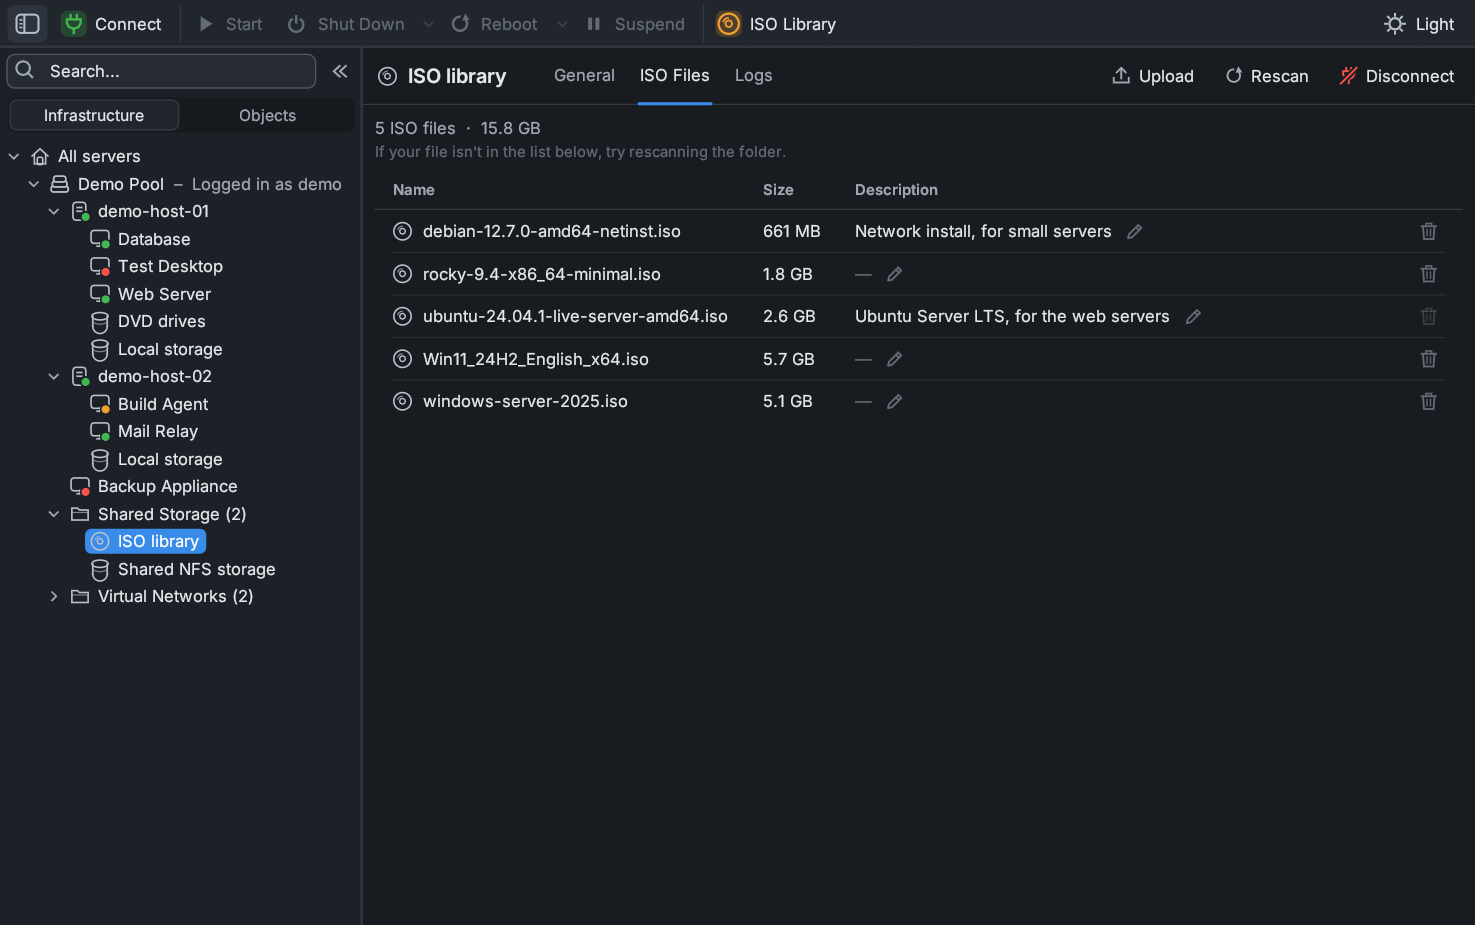 Connect Start Shut Down Reboot Suspend ISO Library Light
Search...
Infrastructure Objects
All servers
Demo Pool – Logged in as demo
demo-host-01
Database
Test Desktop
Web Server
DVD drives
Local storage
demo-host-02
Build Agent
Mail Relay
Local storage
Backup Appliance
Shared Storage (2)
ISO library
Shared NFS storage
Virtual Networks (2)
ISO library General ISO Files Logs Upload Rescan Disconnect
5 ISO files · 15.8 GB
If your file isn't in the list below, try rescanning the folder.
Name Size Description
debian-12.7.0-amd64-netinst.iso 661 MB Network install, for small servers
rocky-9.4-x86_64-minimal.iso 1.8 GB —
ubuntu-24.04.1-live-server-amd64.iso 2.6 GB Ubuntu Server LTS, for the web servers
Win11_24H2_English_x64.iso 5.7 GB —
windows-server-2025.iso 5.1 GB —